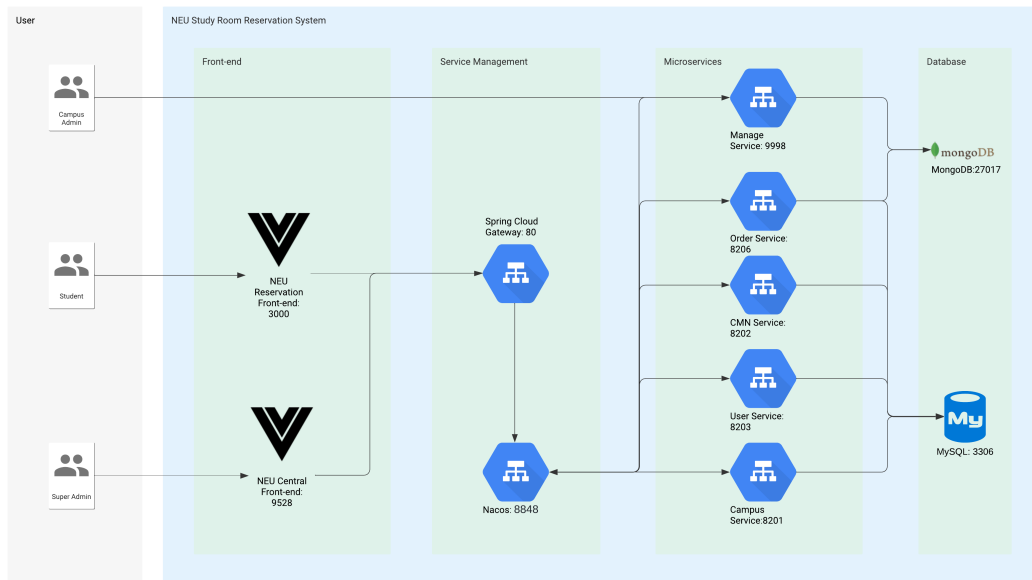 User
NEU Study Room Reservation System
Front-end
Service Management
Microservices
Database
Campus
Admin
Manage
Service: 9998
mongoDB
MongoDB:27017
Spring Cloud
Gateway: 80
Order Service:
8206
Student
NEU
Reservation
Front-end:
3000
CMN Service:
8202
User Service:
8203
My
MySQL: 3306
Super Admin
NEU Central
Front-end:
9528
Nacos: 8848
Campus
Service:8201